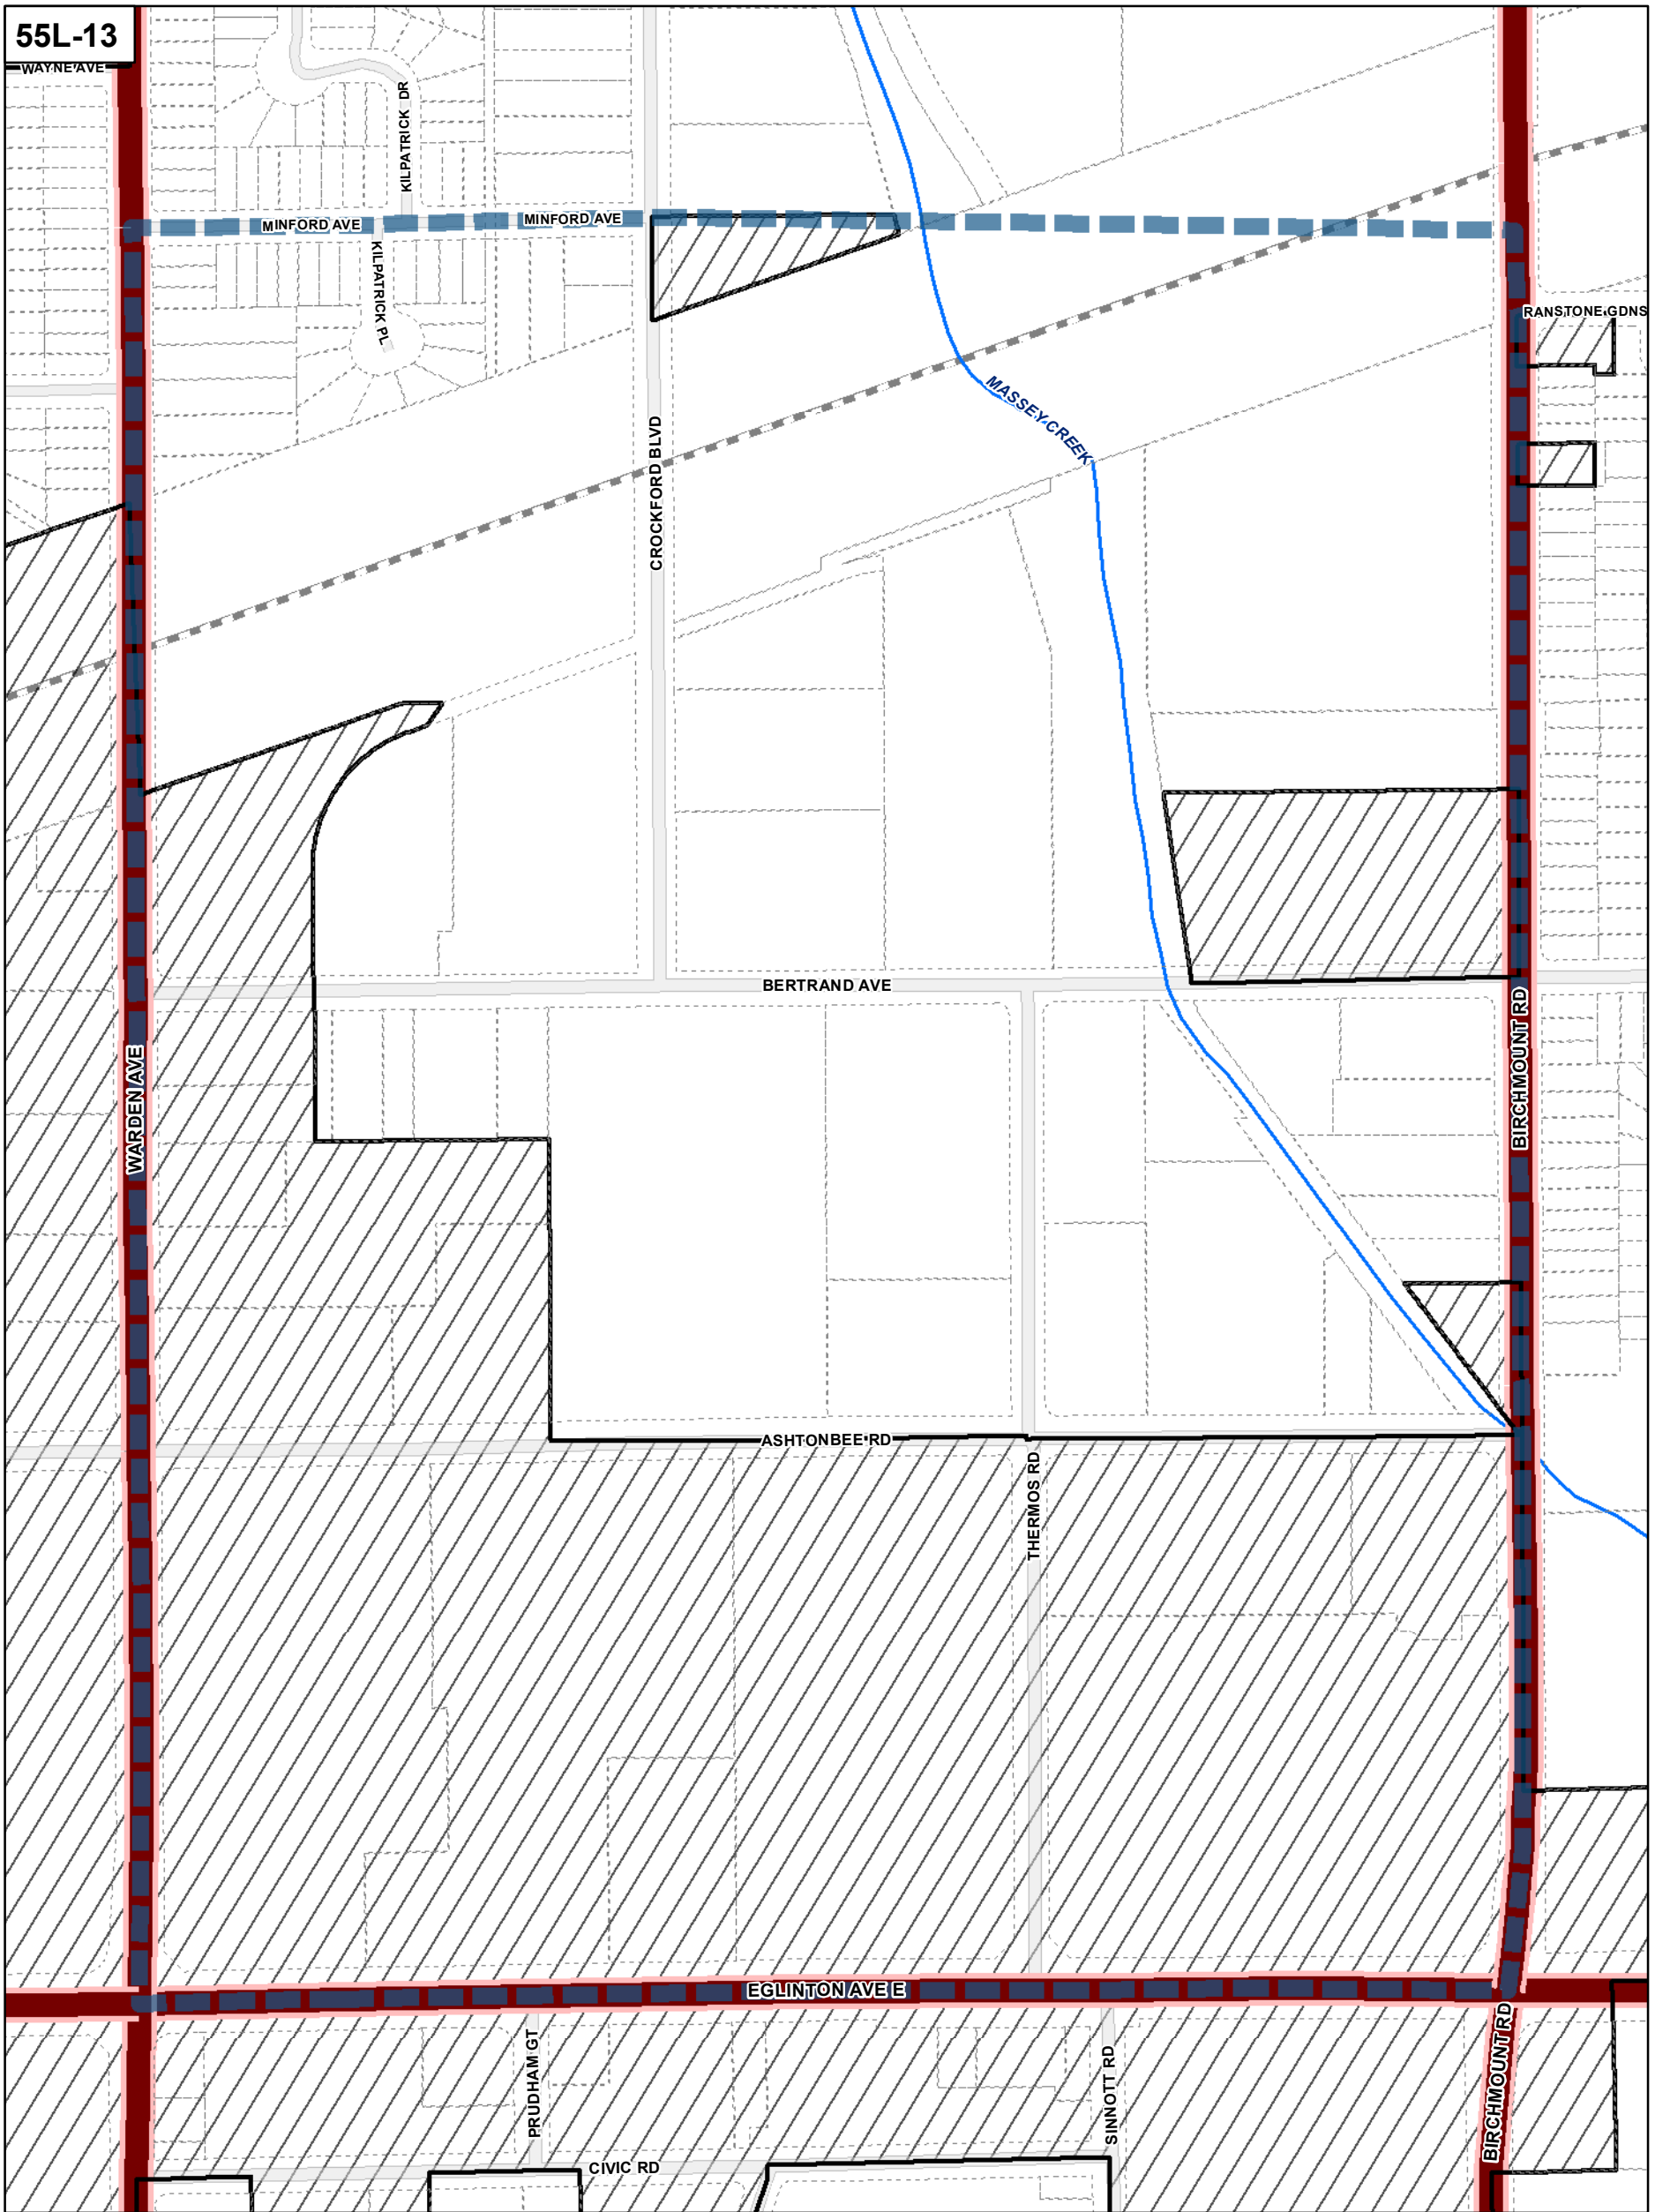 55L-13
WAYNE AVE
KILPATRICK DR
MINFORD AVE
MINFORD AVE
KILPATRICK PL
RANSTONE GDNS
MASSEY CREEK
CROCKFORD BLVD
BERTRAND AVE
BIRCHMOUNT RD
WARDEN AVE
ASHTONBEE RD
THERMOS RD
EGLINTON AVE E
PRUDHAM GT
SINNOTT RD
BIRCHMOUNT RD
CIVIC RD